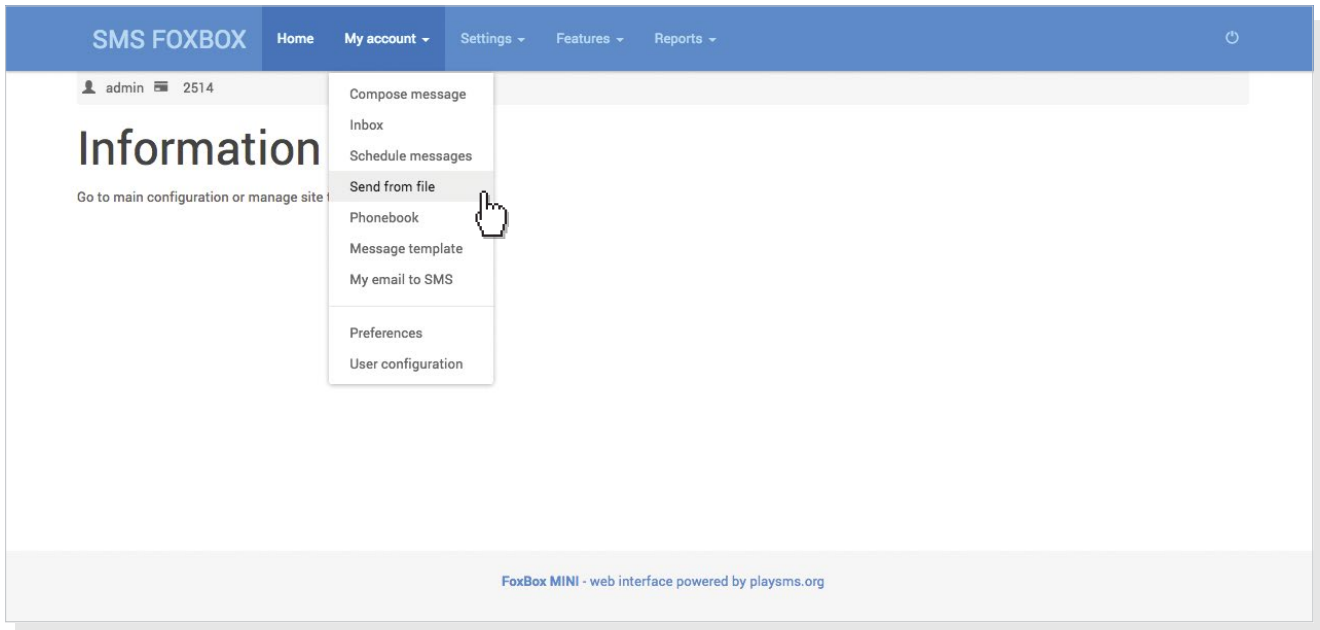 SMS FOXBOX Home My account Settings Features Reports
admin 2514
Compose message
Inbox
Information
Schedule messages
Send from file
Go to main configuration or manage site
Phonebook
Message template
My email to SMS
Preferences
User configuration
FoxBox MINI - web interface powered by playsms.org